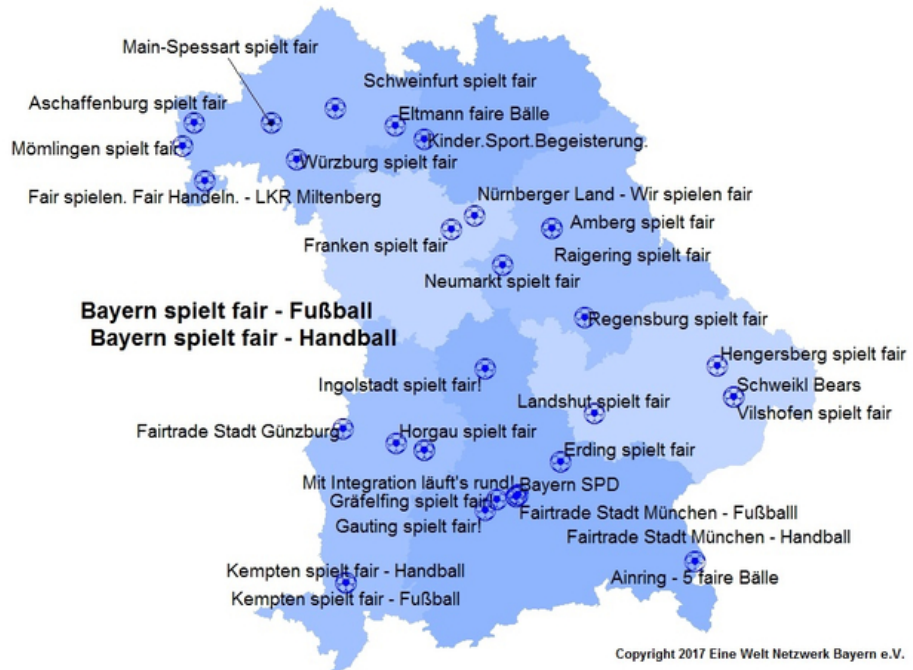 Main-Spessart spielt fair
Schweinfurt spielt fair
Aschaffenburg spielt fair
Eltmann faire Bälle
Kinder.Sport.Begeisterung.
Mömlingen spielt fair
Würzburg spielt fair
Fair spielen. Fair Handeln. - LKR Miltenberg
Nürnberger Land - Wir spielen fair
Amberg spielt fair
Franken spielt fair
Raigering spielt fair
Neumarkt spielt fair
Bayern spielt fair - Fußball
Bayern spielt fair - Handball
Regensburg spielt fair
Hengersberg spielt fair
Ingolstadt spielt fair!
Schweikl Bears
Landshut spielt fair
Vilshofen spielt fair
Fairtrade Stadt Günzburg
Horgau spielt fair
Erding spielt fair
Mit Integration läuft's rund!
Bayern SPD
Gräfelfing spielt fair!
Fairtrade Stadt München - Fußballl
Gauting spielt fair!
Fairtrade Stadt München - Handball
Kempten spielt fair - Handball
Ainring - 5 faire Bälle
Kempten spielt fair - Fußball
Copyright 2017 Eine Welt Netzwerk Bayern e.V.